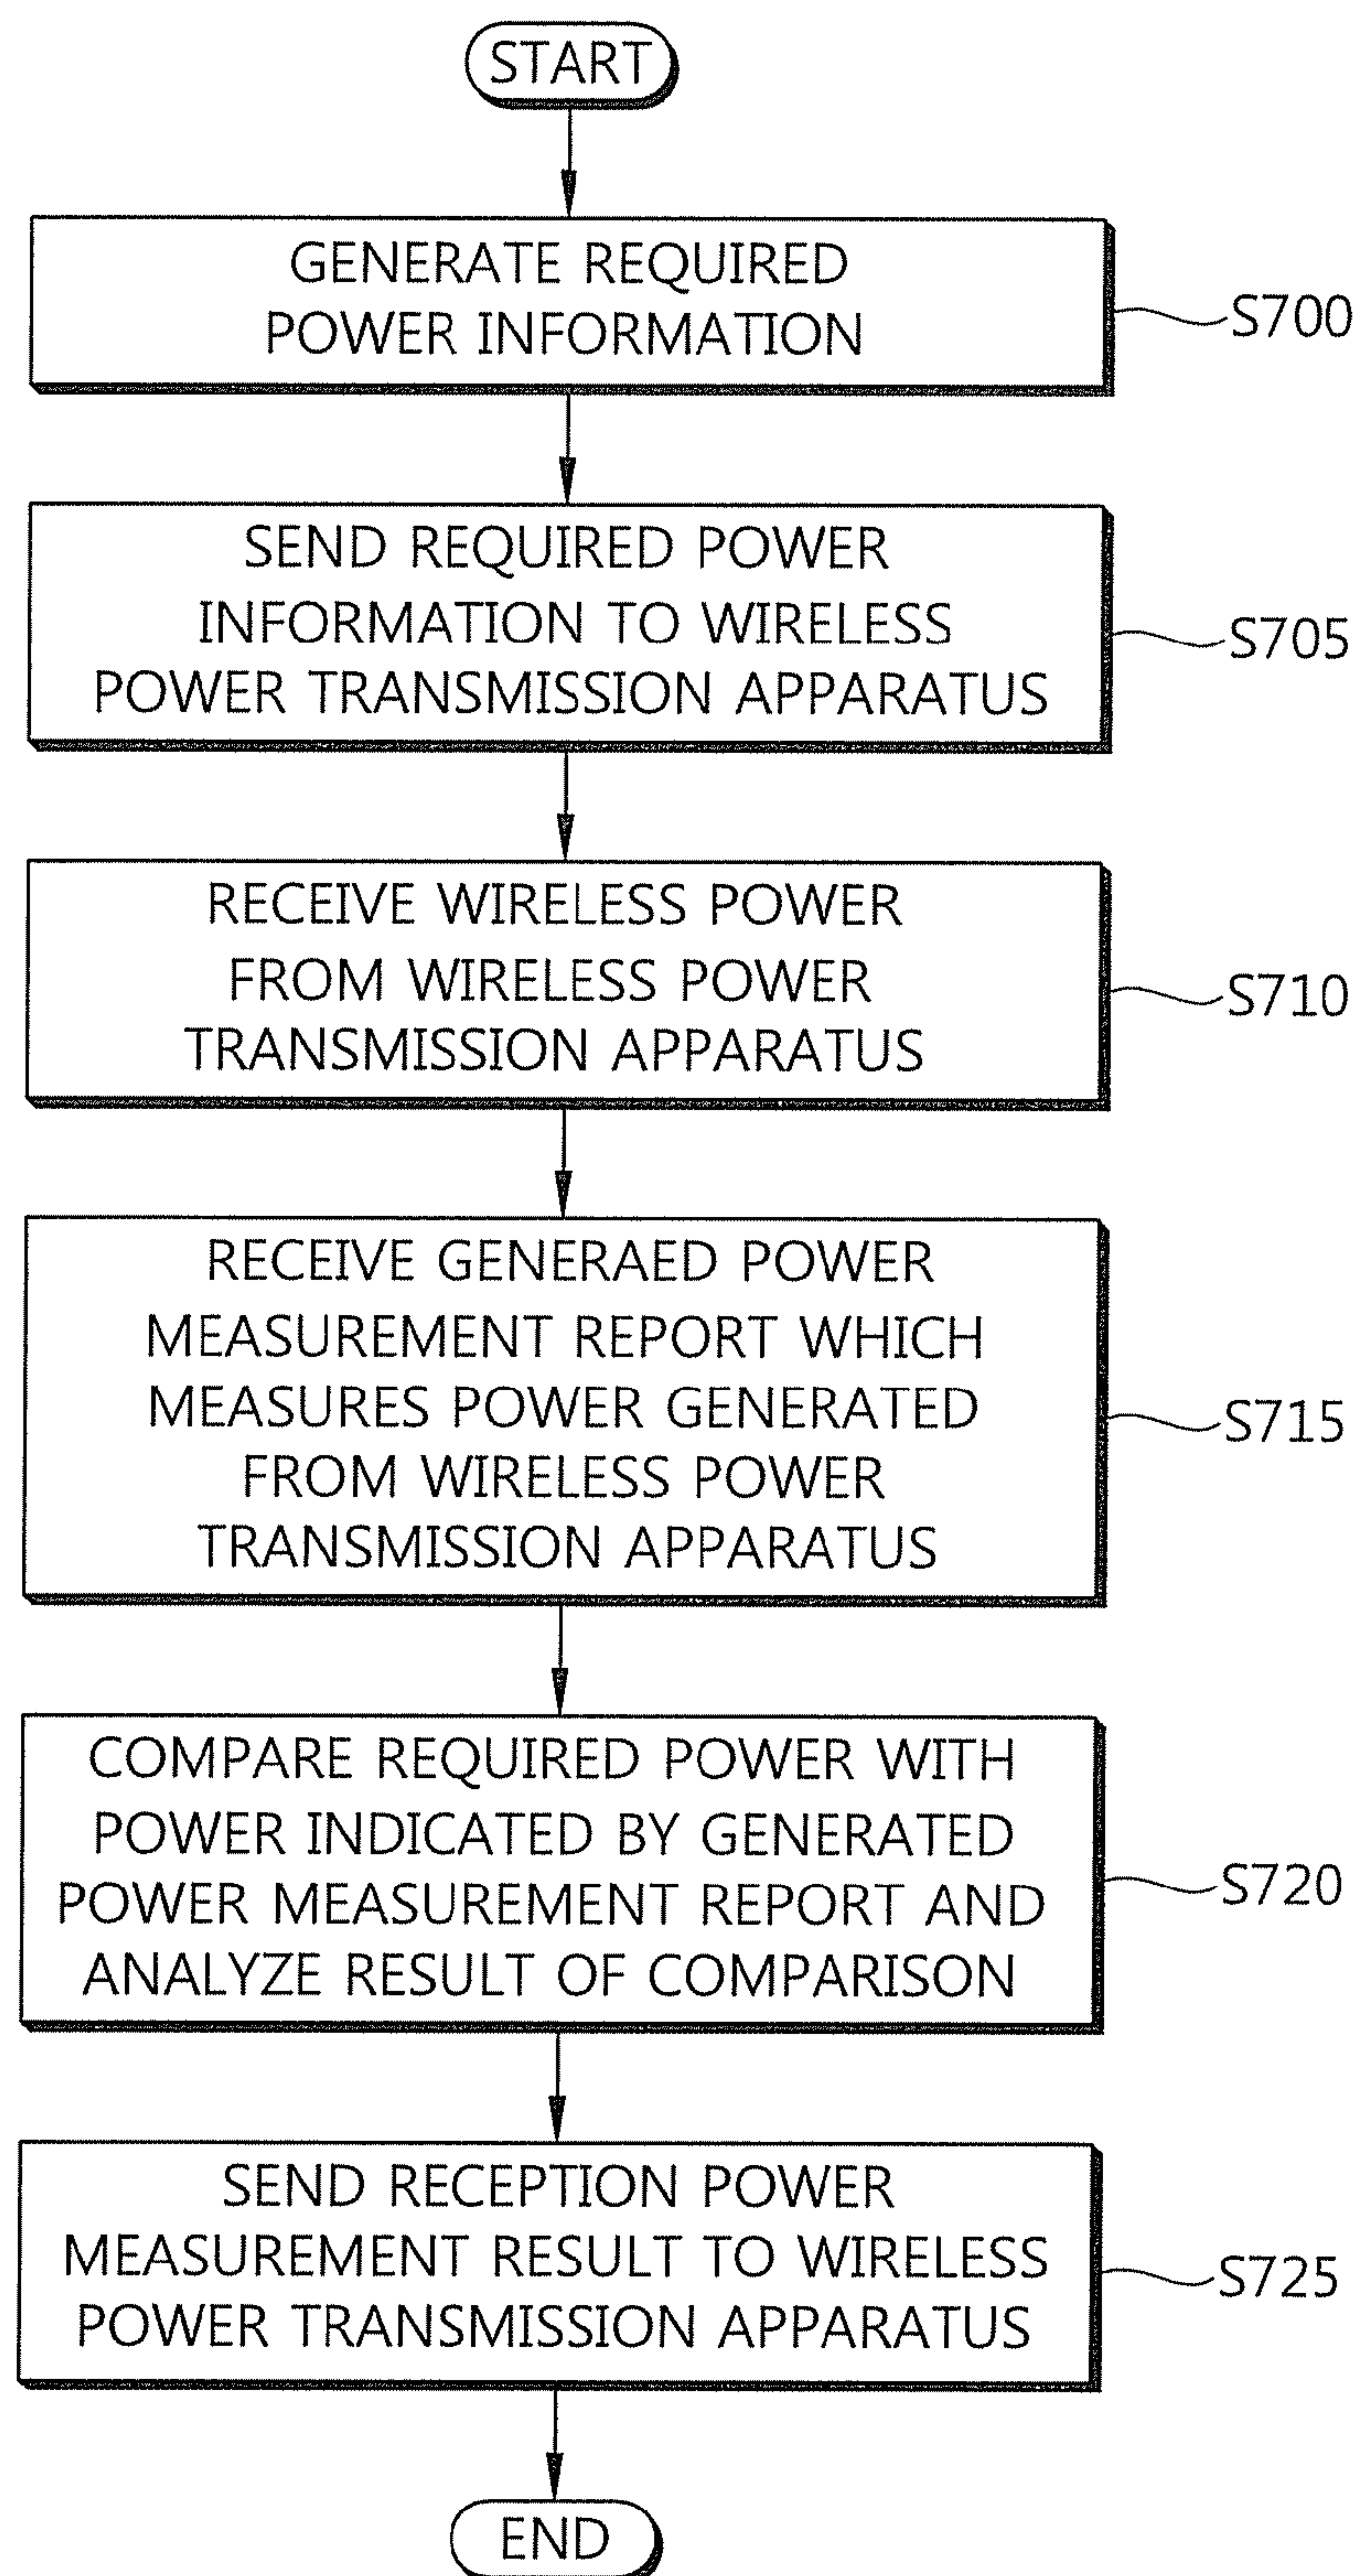 START
GENERATE REQUIRED
POWER INFORMATION
S700
SEND REQUIRED POWER
INFORMATION TO WIRELESS
POWER TRANSMISSION APPARATUS
S705
RECEIVE WIRELESS POWER
FROM WIRELESS POWER
TRANSMISSION APPARATUS
S710
RECEIVE GENERAED POWER
MEASUREMENT REPORT WHICH
MEASURES POWER GENERATED
FROM WIRELESS POWER
TRANSMISSION APPARATUS
S715
COMPARE REQUIRED POWER WITH
POWER INDICATED BY GENERATED
POWER MEASUREMENT REPORT AND
ANALYZE RESULT OF COMPARISON
S720
SEND RECEPTION POWER
MEASUREMENT RESULT TO WIRELESS
POWER TRANSMISSION APPARATUS
S725
END